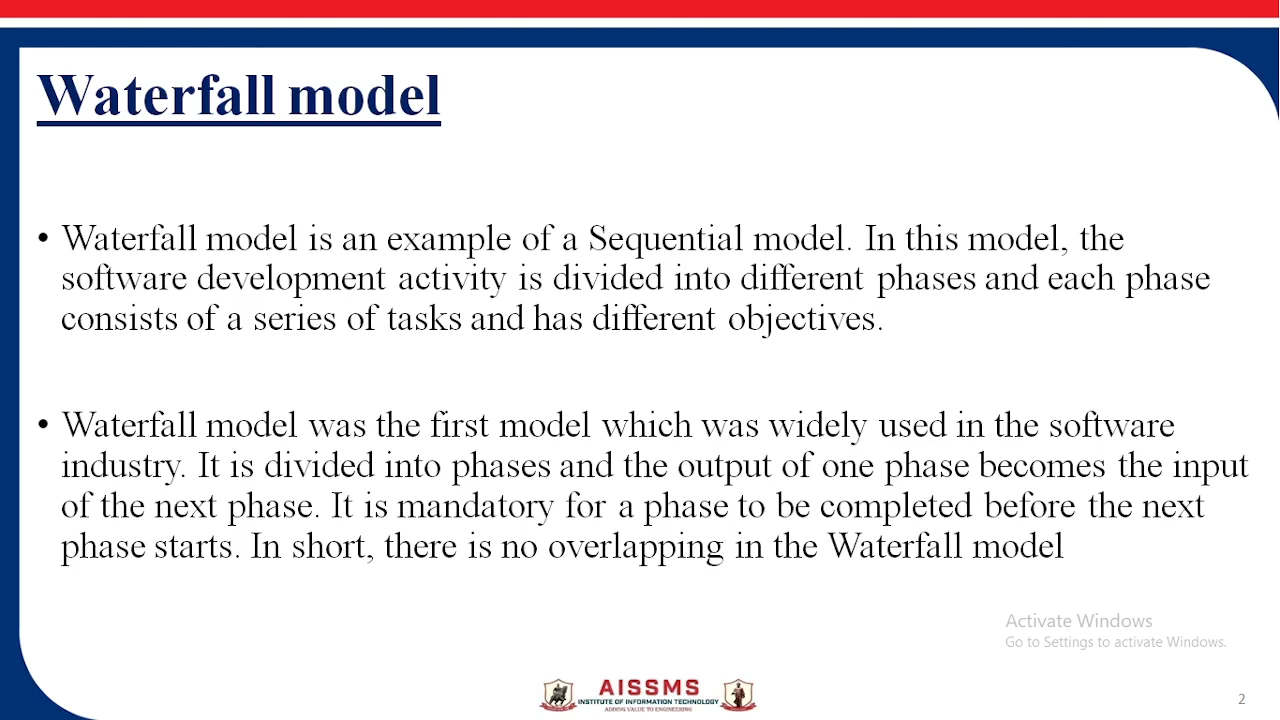 Waterfall model
• Waterfall model is an example of a Sequential model. In this model, the
software development activity is divided into different phases and each phase
consists of a series of tasks and has different objectives.
• Waterfall model was the first model which was widely used in the software
industry. It is divided into phases and the output of one phase becomes the input
of the next phase. It is mandatory for a phase to be completed before the next
phase starts. In short, there is no overlapping in the Waterfall model
Activate Windows
Go to Settings to activate Windows.
AISSMS
INSTITUTE OF INFORMATION TECHNOLOGY
ADDING VALUE TO ENGINEERING
2